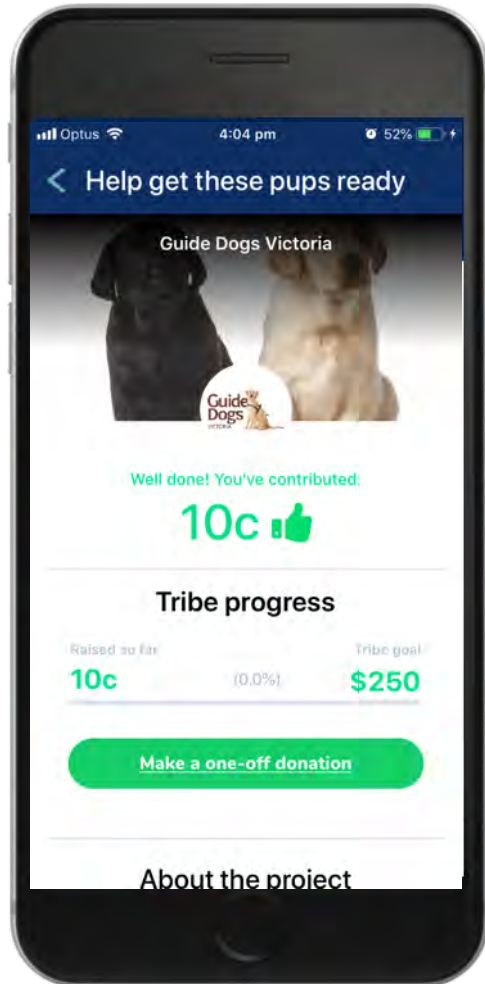 Optus 4:04 pm 52%
Help get these pups ready
Guide Dogs Victoria
Guide
Dogs
VICTORIA
Well done! You've contributed:
10c
Tribe progress
Raised so far Tribe goal
10c (0.0%) $250
Make a one-off donation
About the project